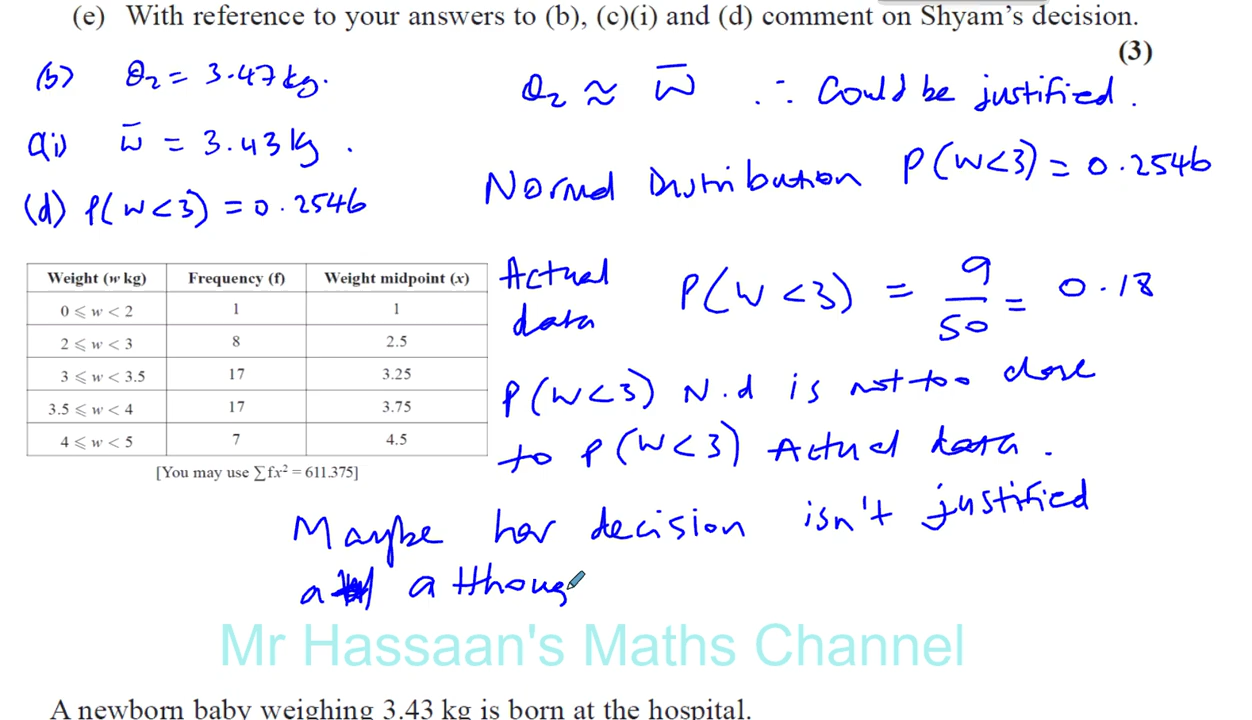 (e) With reference to your answers to (b), (c)(i) and (d) comment on Shyam's decision.
(3)
(b) Q₂ = 3.47 kg.
Q₂ ≈ w̄ ∴ Could be justified.
(i) w̄ = 3.43 kg.
Normal Distribution P(W<3) = 0.2546
(d) P(W<3) = 0.2546
Weight (w kg) Frequency (f) Weight midpoint (x)
0 ⩽ w < 2 1 1
2 ⩽ w < 3 8 2.5
3 ⩽ w < 3.5 17 3.25
3.5 ⩽ w < 4 17 3.75
4 ⩽ w < 5 7 4.5
[You may use ∑fx² = 611.375]
Actual data P(W<3) = 9/50 = 0.18
P(W<3) N.d is not too close
to P(W<3) Actual data.
Maybe her decision isn't justified
althoug
Mr Hassaan's Maths Channel
A newborn baby weighing 3.43 kg is born at the hospital.